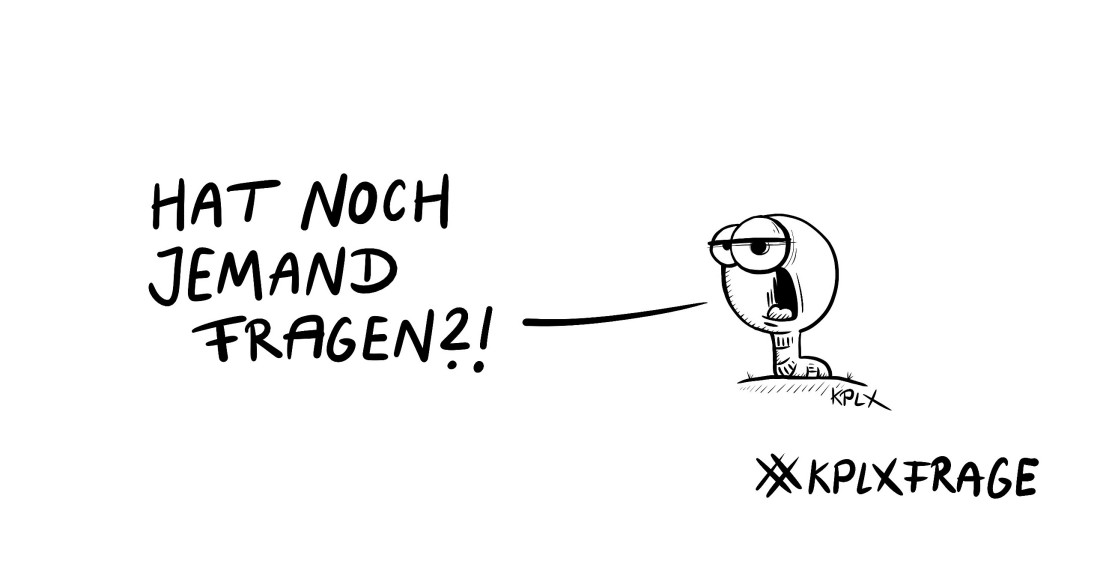 HAT NOCH
JEMAND
FRAGEN?!
KPLX
#KPLXFRAGE